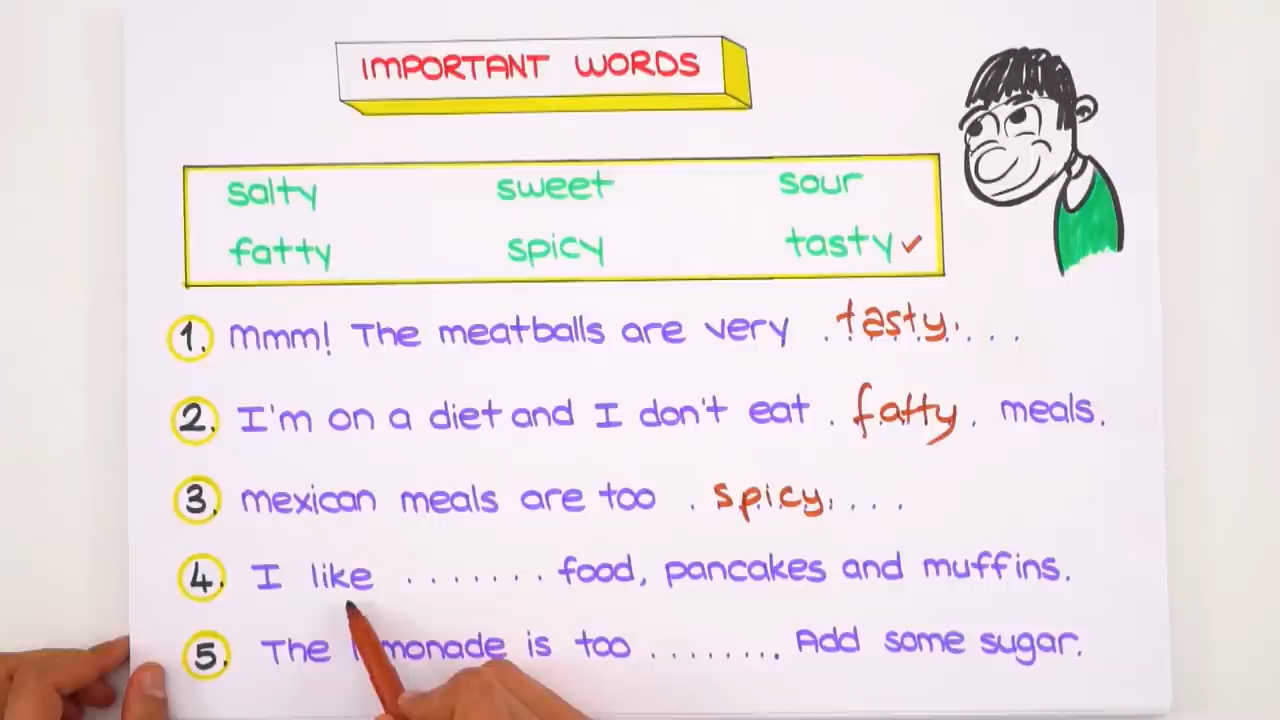 IMPORTANT WORDS
salty sweet sour
fatty spicy tasty ✓
1. Mmm! The meatballs are very .tasty. . . .
2. I'm on a diet and I don't eat . fatty . meals.
3. mexican meals are too . spicy. . . .
4. I like . . . . . . . food, pancakes and muffins.
5. The lemonade is too . . . . . . . . Add some sugar.